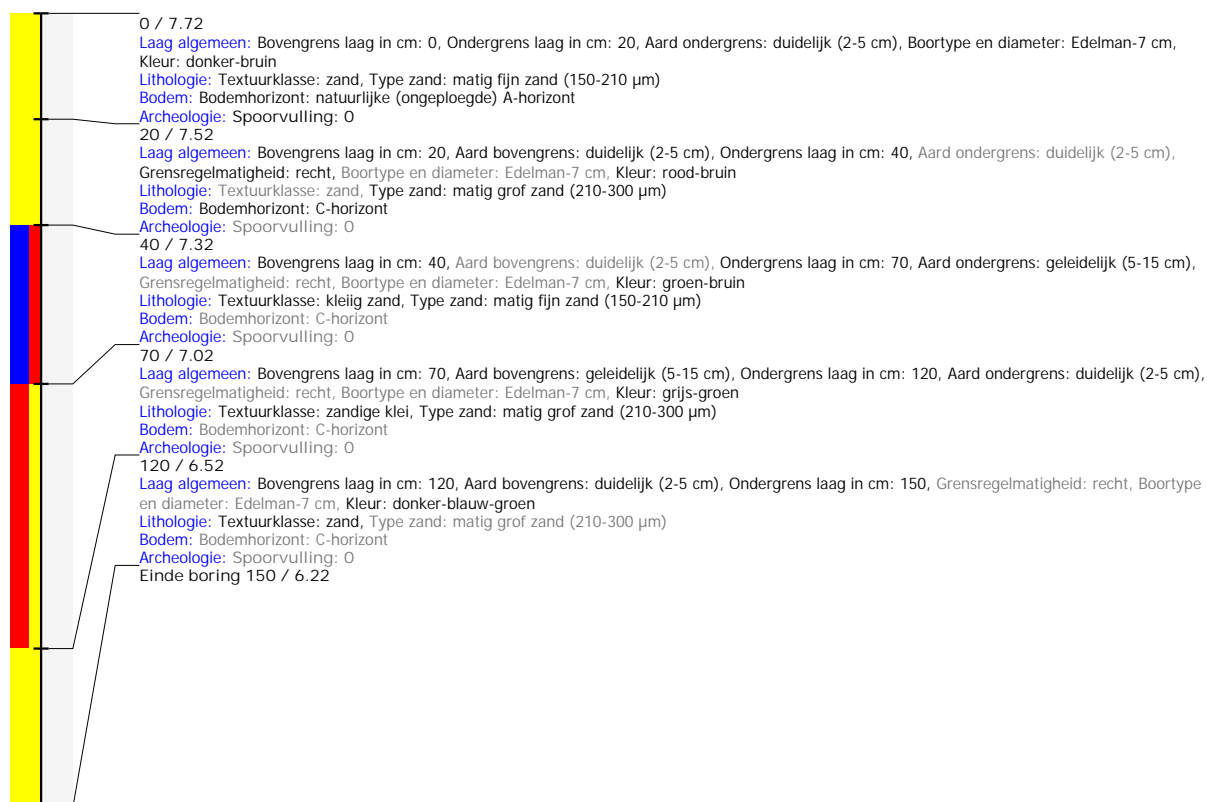 0 / 7.72
Laag algemeen: Bovengrens laag in cm: 0, Ondergrens laag in cm: 20, Aard ondergrens: duidelijk (2-5 cm), Boortype en diameter: Edelman-7 cm,
Kleur: donker-bruin
Lithologie: Textuurklasse: zand, Type zand: matig fijn zand (150-210 µm)
Bodem: Bodemhorizont: natuurlijke (ongeploegde) A-horizont
Archeologie: Spoorvulling: 0
20 / 7.52
Laag algemeen: Bovengrens laag in cm: 20, Aard bovengrens: duidelijk (2-5 cm), Ondergrens laag in cm: 40, Aard ondergrens: duidelijk (2-5 cm),
Grensregelmatigheid: recht, Boortype en diameter: Edelman-7 cm, Kleur: rood-bruin
Lithologie: Textuurklasse: zand, Type zand: matig grof zand (210-300 µm)
Bodem: Bodemhorizont: C-horizont
Archeologie: Spoorvulling: 0
40 / 7.32
Laag algemeen: Bovengrens laag in cm: 40, Aard bovengrens: duidelijk (2-5 cm), Ondergrens laag in cm: 70, Aard ondergrens: geleidelijk (5-15 cm),
Grensregelmatigheid: recht, Boortype en diameter: Edelman-7 cm, Kleur: groen-bruin
Lithologie: Textuurklasse: kleiig zand, Type zand: matig fijn zand (150-210 µm)
Bodem: Bodemhorizont: C-horizont
Archeologie: Spoorvulling: 0
70 / 7.02
Laag algemeen: Bovengrens laag in cm: 70, Aard bovengrens: geleidelijk (5-15 cm), Ondergrens laag in cm: 120, Aard ondergrens: duidelijk (2-5 cm),
Grensregelmatigheid: recht, Boortype en diameter: Edelman-7 cm, Kleur: grijs-groen
Lithologie: Textuurklasse: zandige klei, Type zand: matig grof zand (210-300 µm)
Bodem: Bodemhorizont: C-horizont
Archeologie: Spoorvulling: 0
120 / 6.52
Laag algemeen: Bovengrens laag in cm: 120, Aard bovengrens: duidelijk (2-5 cm), Ondergrens laag in cm: 150, Grensregelmatigheid: recht, Boortype
en diameter: Edelman-7 cm, Kleur: donker-blauw-groen
Lithologie: Textuurklasse: zand, Type zand: matig grof zand (210-300 µm)
Bodem: Bodemhorizont: C-horizont
Archeologie: Spoorvulling: 0
Einde boring 150 / 6.22